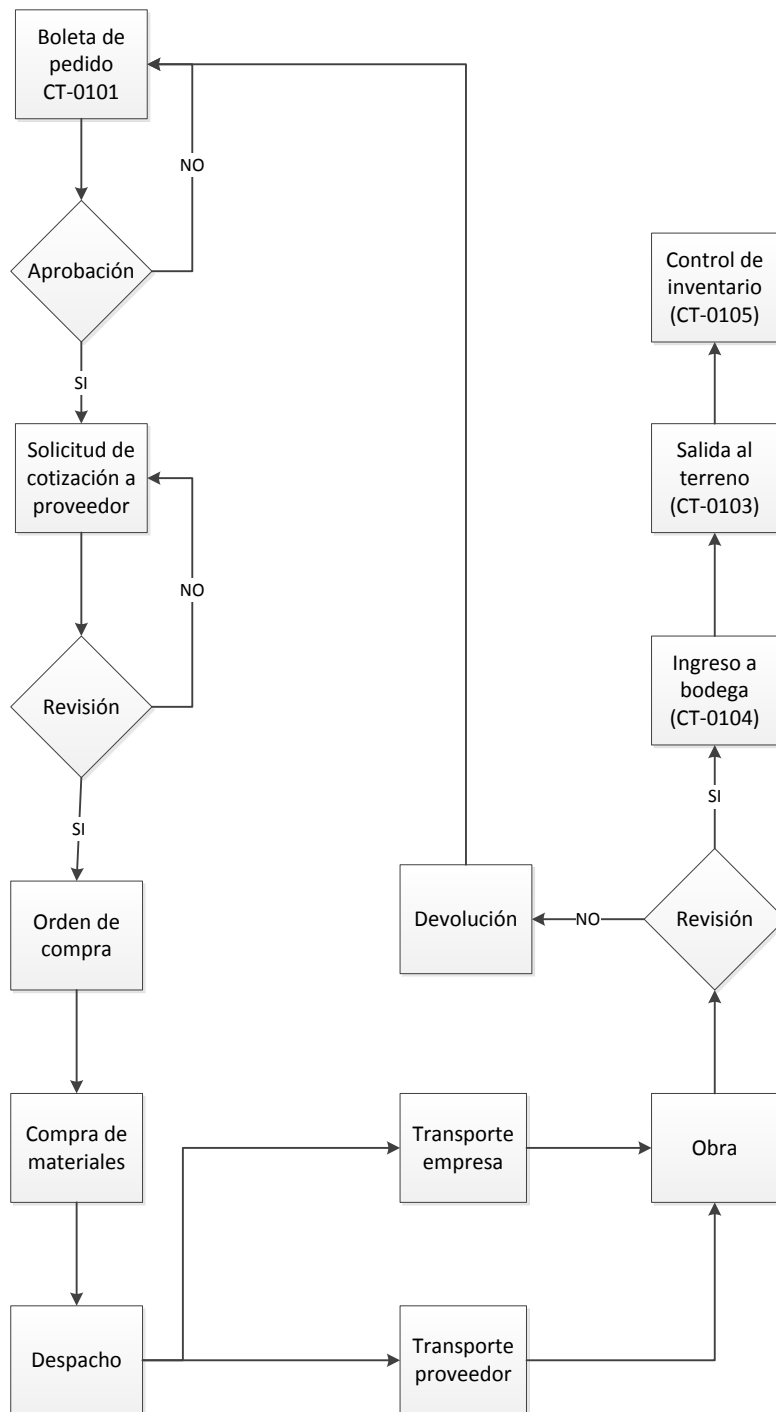 Boleta de
pedido
CT-0101
NO
Aprobación
SI
Solicitud de
cotización a
proveedor
NO
Revisión
SI
Orden de
compra
Compra de
materiales
Despacho
Transporte
empresa
Transporte
proveedor
Obra
Revisión
NO
Devolución
SI
Ingreso a
bodega
(CT-0104)
Salida al
terreno
(CT-0103)
Control de
inventario
(CT-0105)